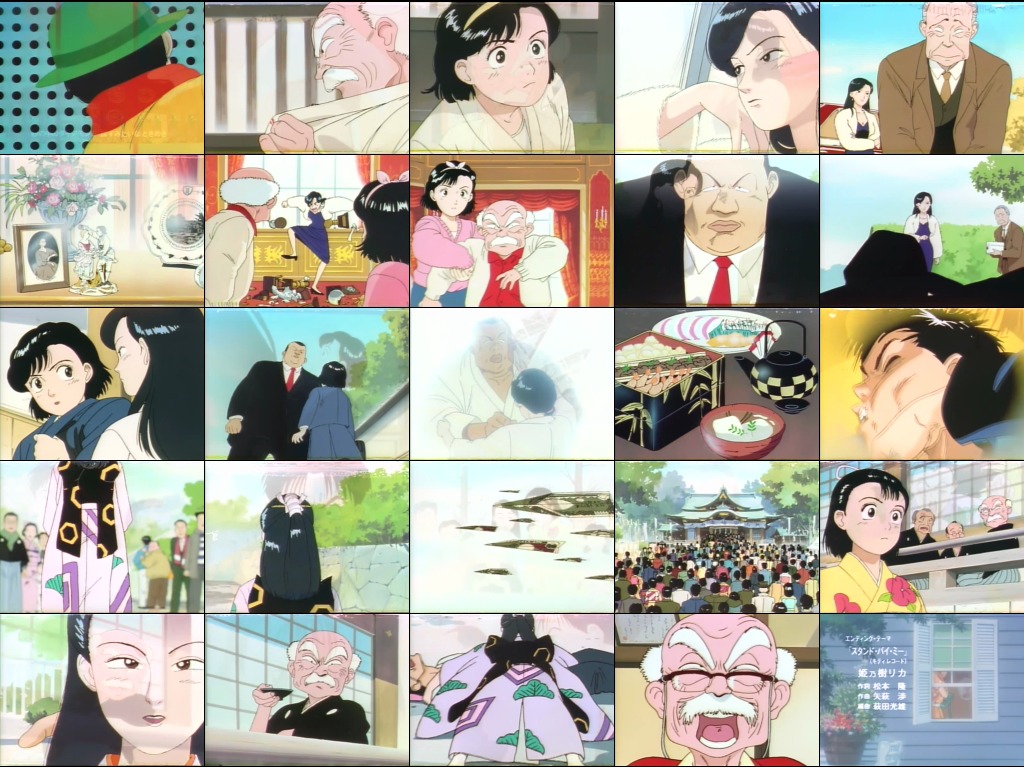 エンディング・テーマ
「スタンド・バイ・ミー」
[キティレコード]
姫乃樹リカ
作詞 松本 隆
作曲 矢萩 渉
編曲 萩田光雄